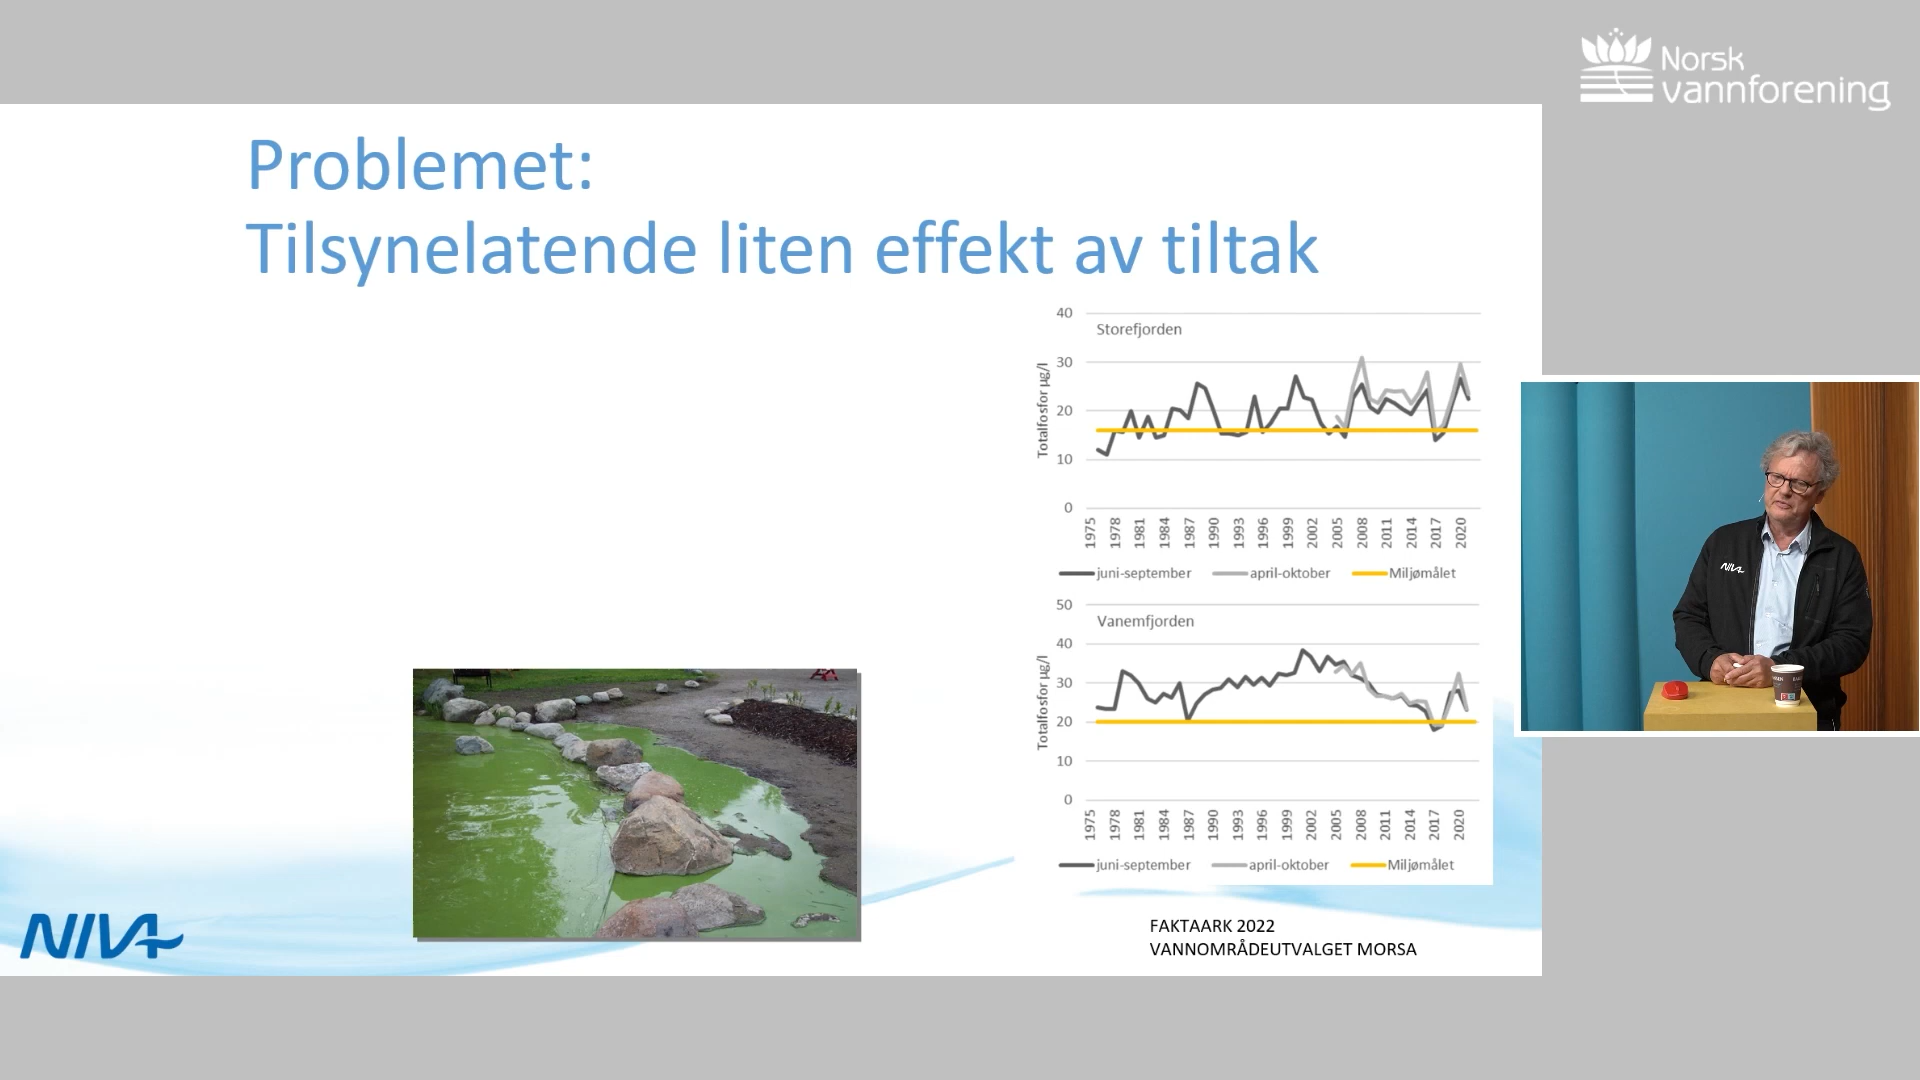 Norsk
vannforening
Problemet:
Tilsynelatende liten effekt av tiltak
40
30
20
10
0
Totalfosfor µg/l
Storefjorden
1975
1978
1981
1984
1987
1990
1993
1996
1999
2002
2005
2008
2011
2014
2017
2020
juni-september
april-oktober
Miljømålet
50
40
30
20
10
0
Totalfosfor µg/l
Vanemfjorden
1975
1978
1981
1984
1987
1990
1993
1996
1999
2002
2005
2008
2011
2014
2017
2020
juni-september
april-oktober
Miljømålet
NIVA
NIVA
FAKTAARK 2022
VANNOMRÅDEUTVALGET MORSA